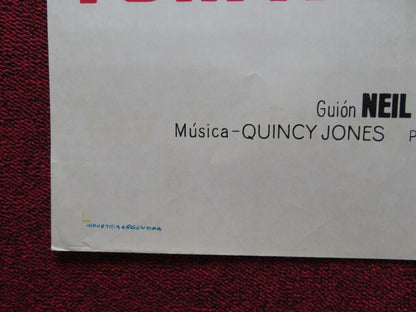 Guión NEIL
Música-QUINCY JONES P
INDUSTRIA ARGENTINA